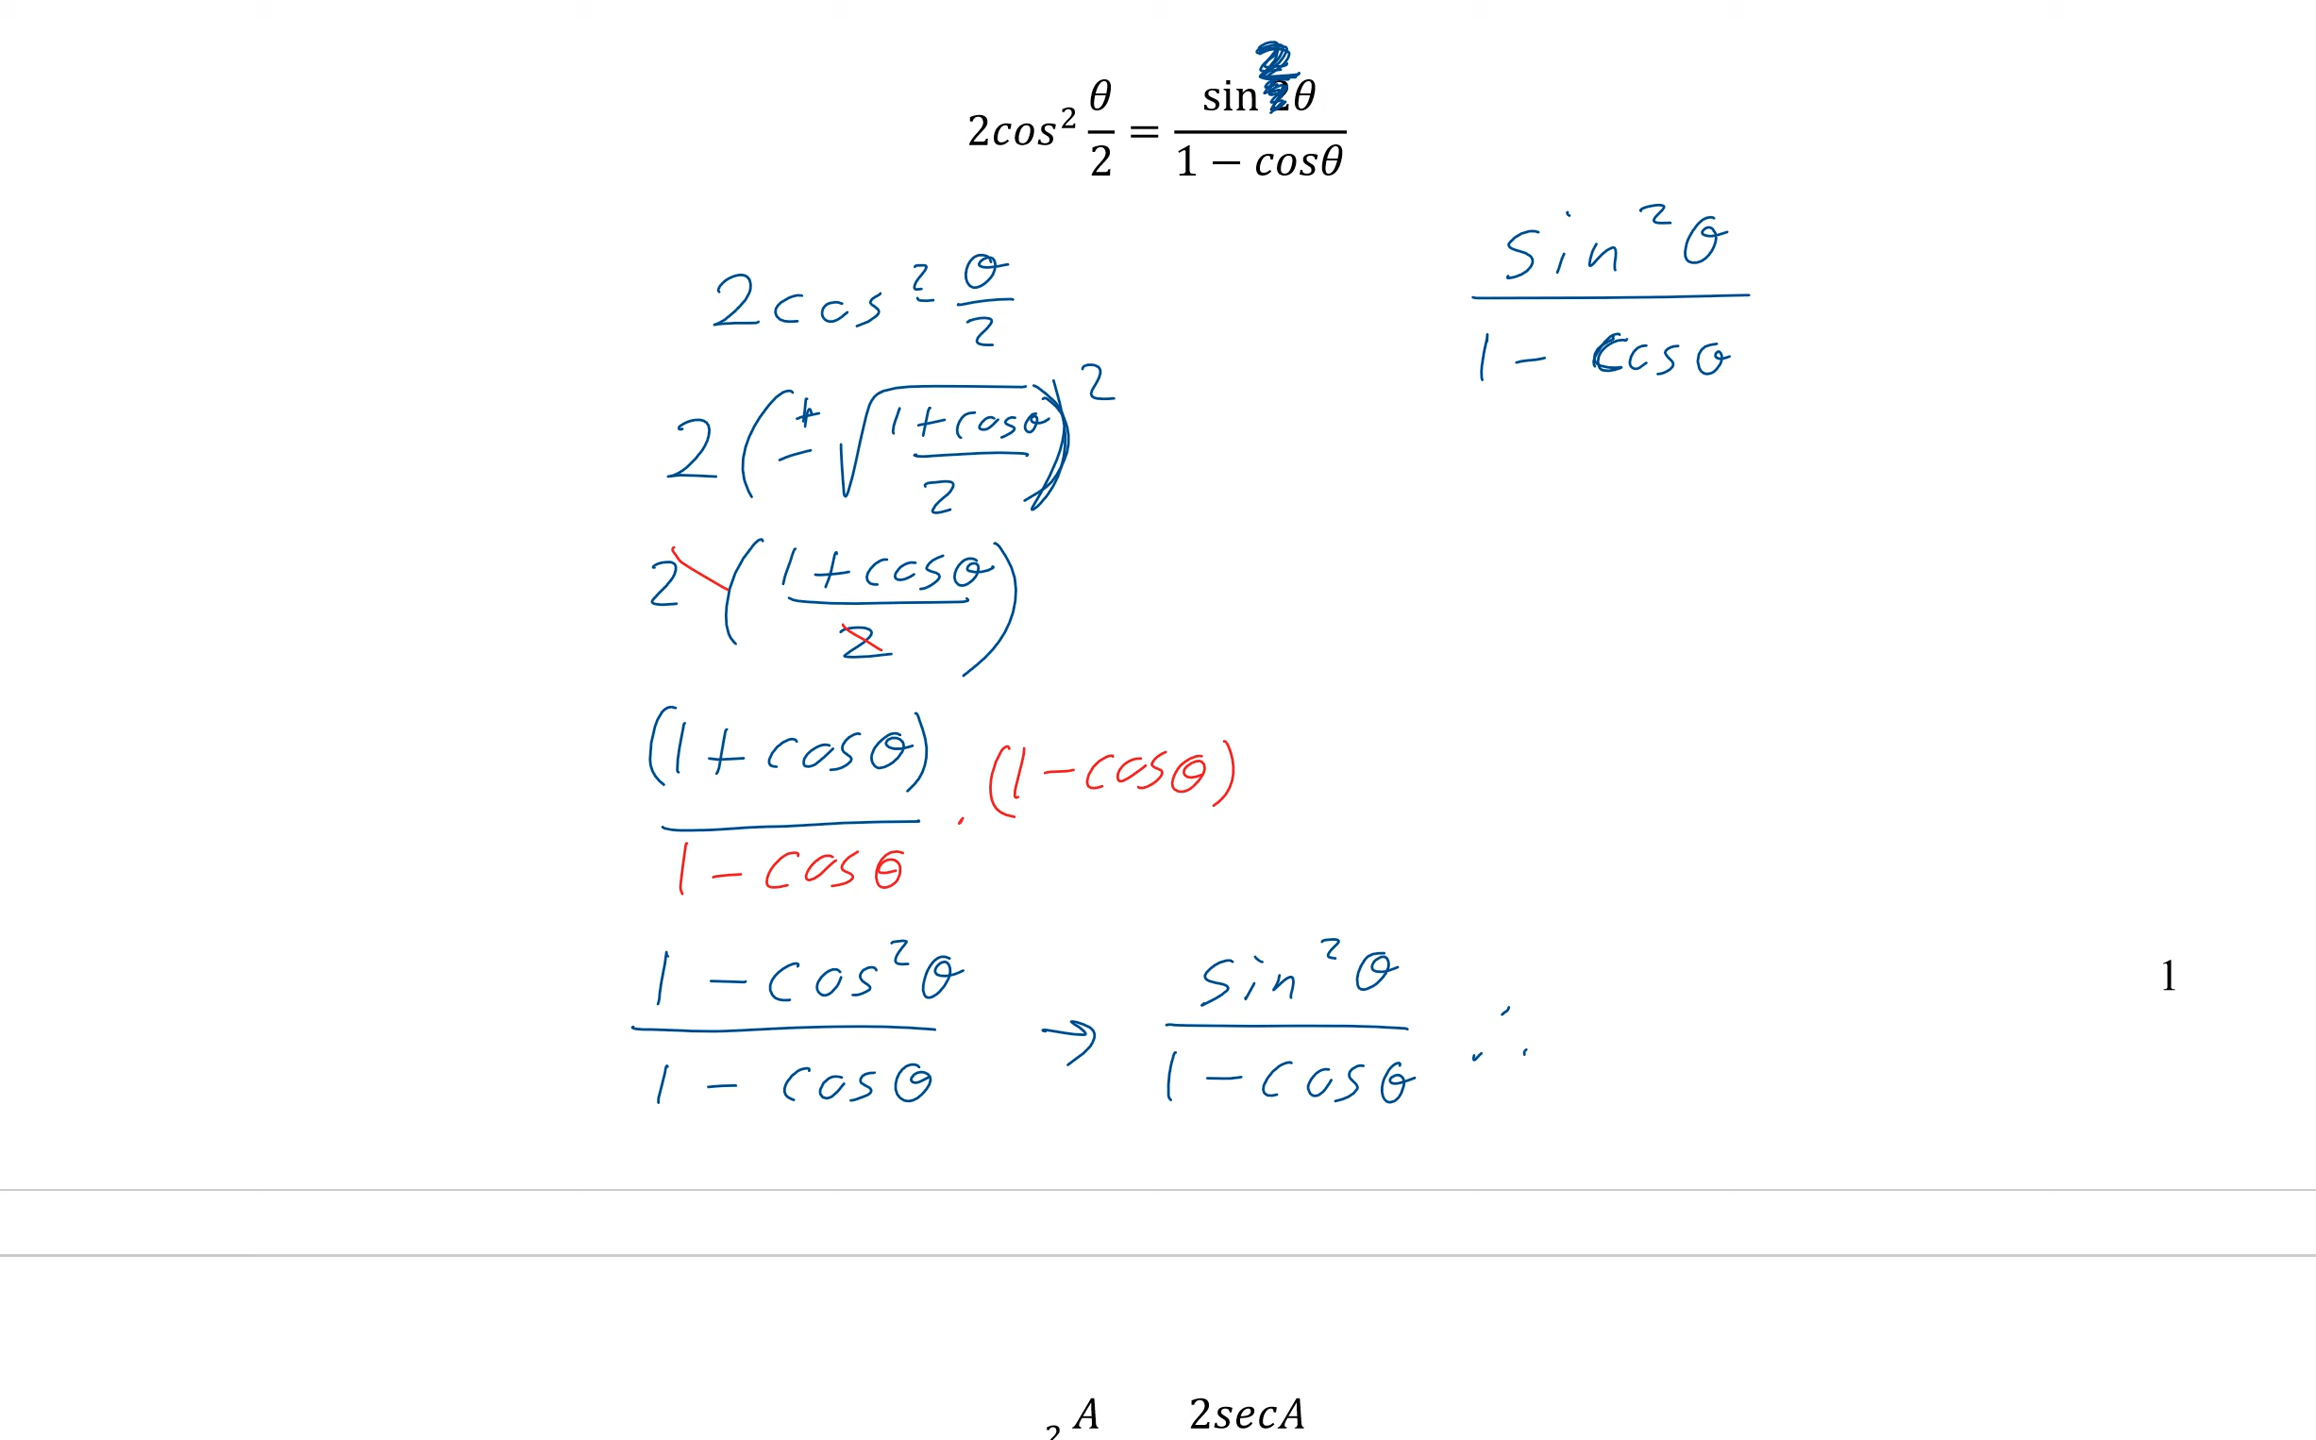 2cos² θ/2 = sin²θ / 1 − cosθ
2cos² θ/2
sin²θ / 1 − cosθ
2(± √(1 + cosθ / 2))²
2(1 + cosθ / 2)
(1 + cosθ) / 1 − cosθ · (1 − cosθ)
1 − cos²θ / 1 − cosθ → sin²θ / 1 − cosθ ∴
1
2 A 2secA